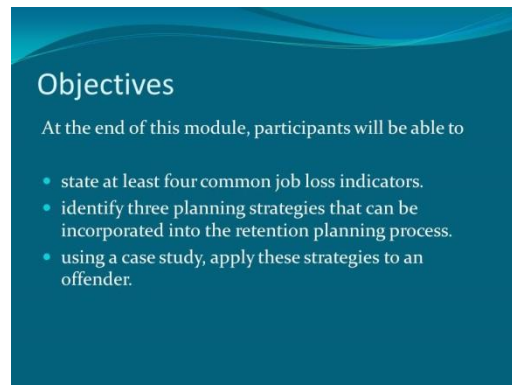 Objectives
At the end of this module, participants will be able to
• state at least four common job loss indicators.
• identify three planning strategies that can be
incorporated into the retention planning process.
• using a case study, apply these strategies to an
offender.